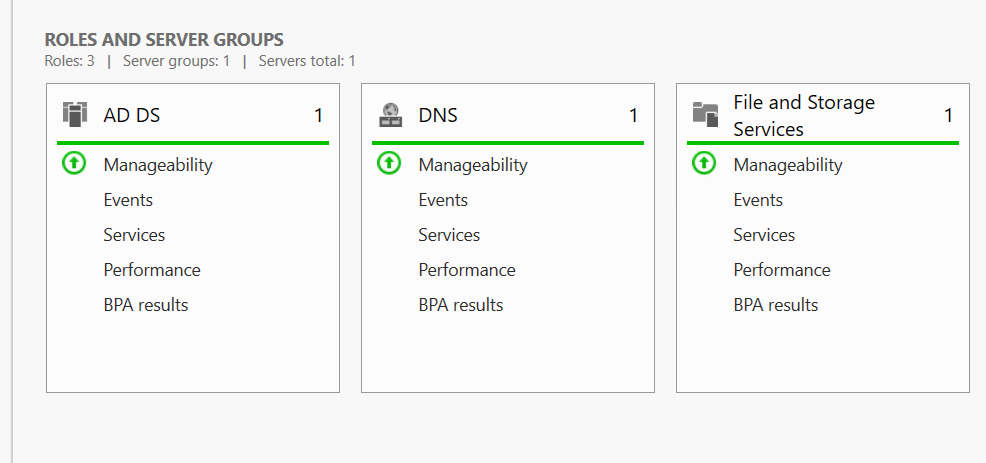 ROLES AND SERVER GROUPS
Roles: 3 | Server groups: 1 | Servers total: 1
AD DS 1
Manageability
Events
Services
Performance
BPA results
DNS 1
Manageability
Events
Services
Performance
BPA results
File and Storage
Services 1
Manageability
Events
Services
Performance
BPA results